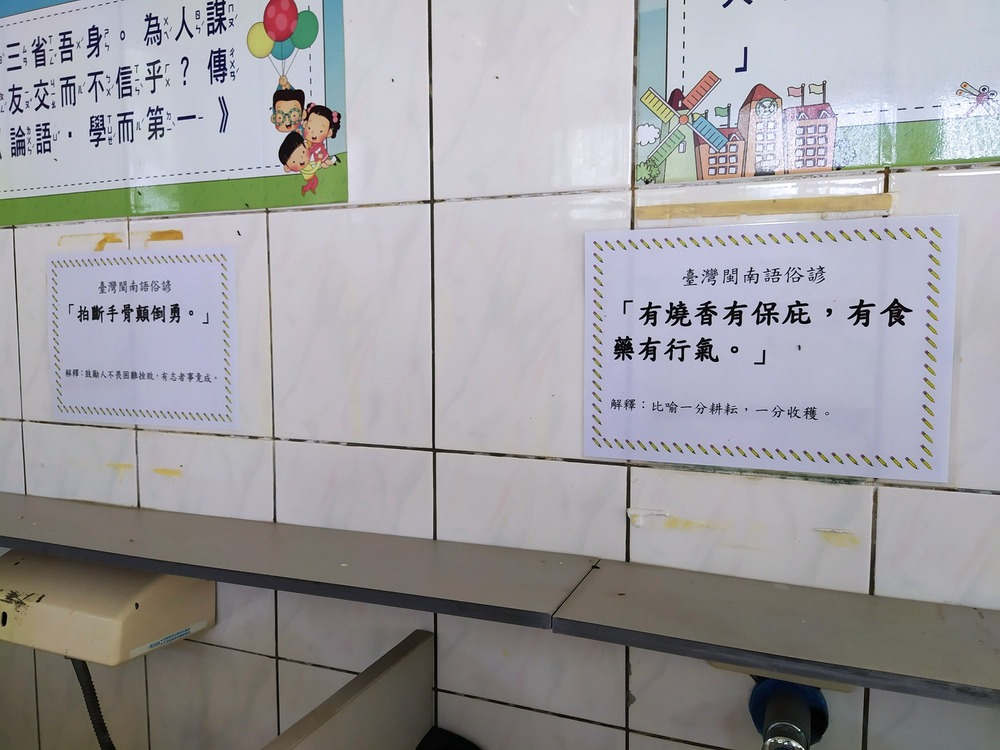 三省吾身。為人謀
友交而不信乎？傳
論語．學而第一》
」
臺灣閩南語俗諺
「拍斷手骨顛倒勇。」
解釋：鼓勵人不畏困難挫敗，有志者事竟成。
臺灣閩南語俗諺
「有燒香有保庇，有食
藥有行氣。」
解釋：比喻一分耕耘，一分收穫。